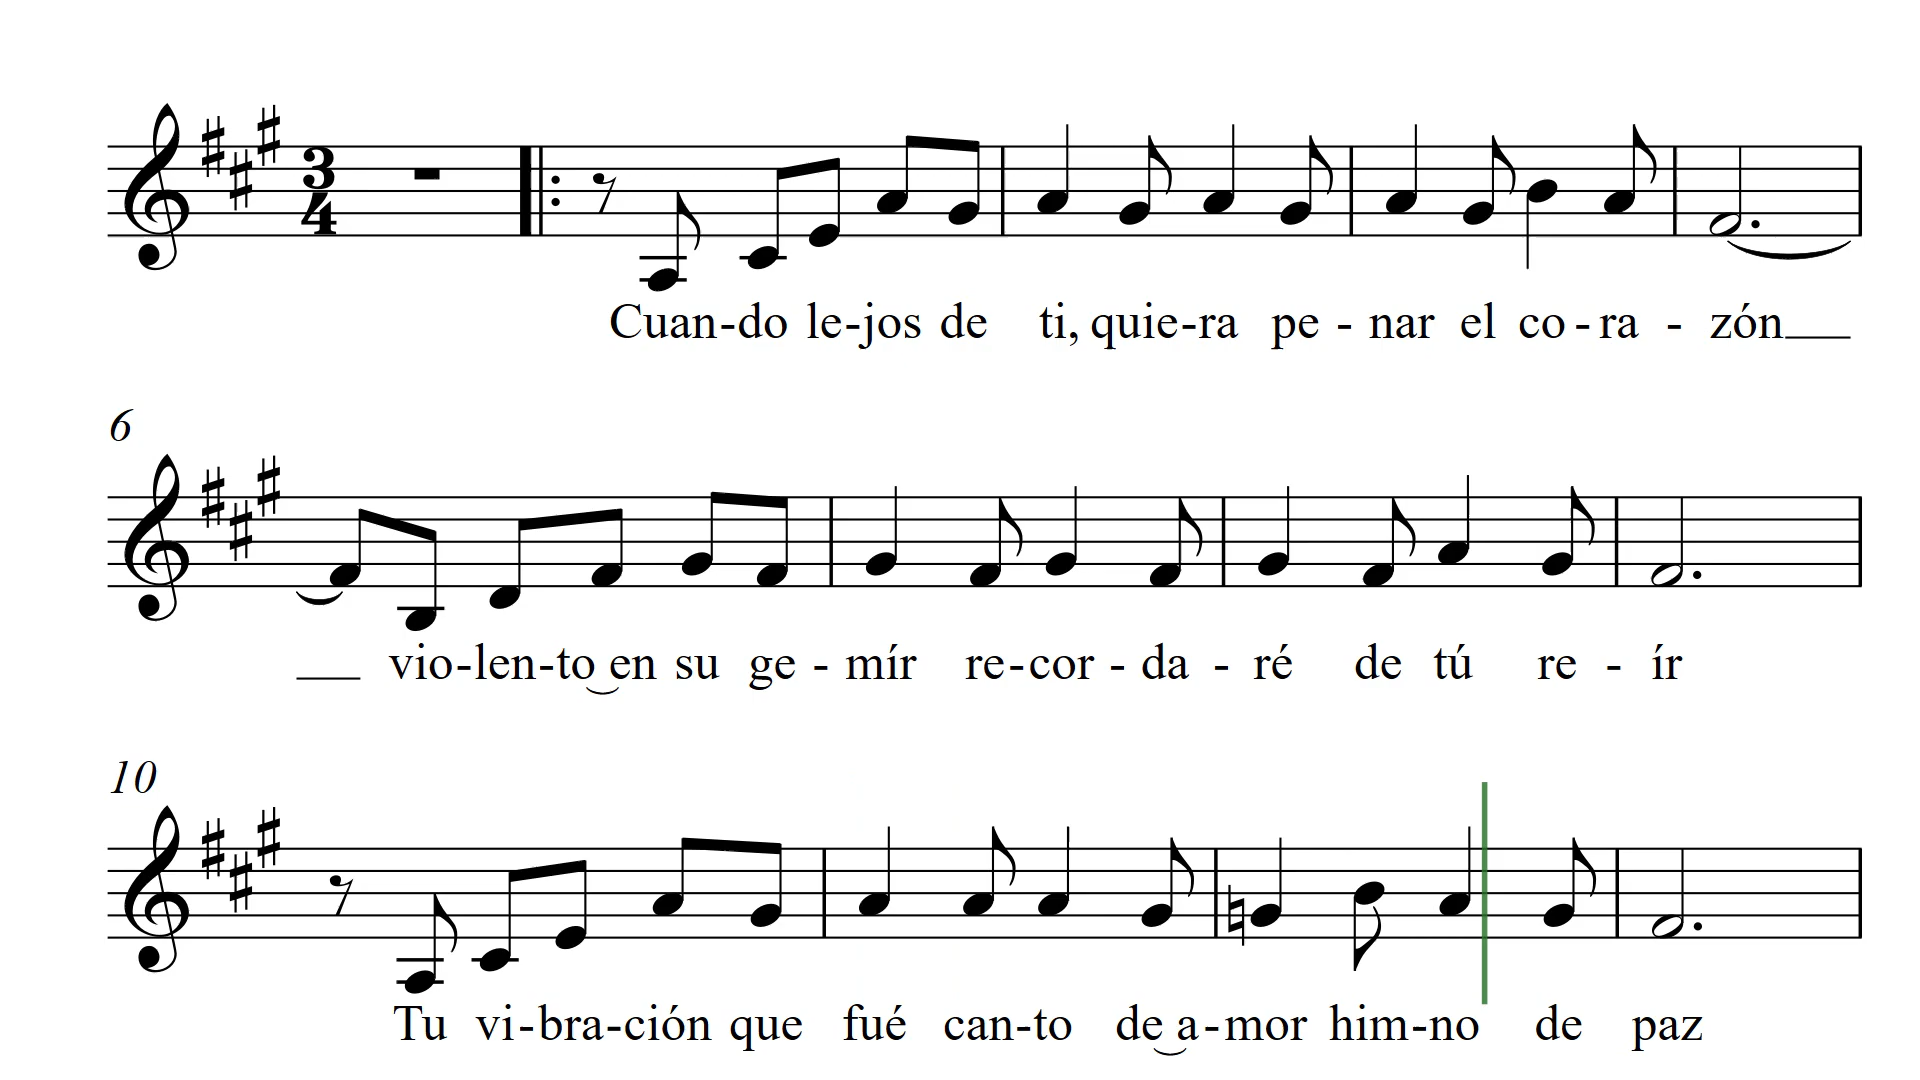 3
4
Cuan-do le-jos de ti, quie-ra pe - nar el co - ra - zón
6
vio-len-to en su ge - mír re-cor - da - ré de tú re - ír
10
Tu vi-bra-ción que fué can-to de a-mor him-no de paz